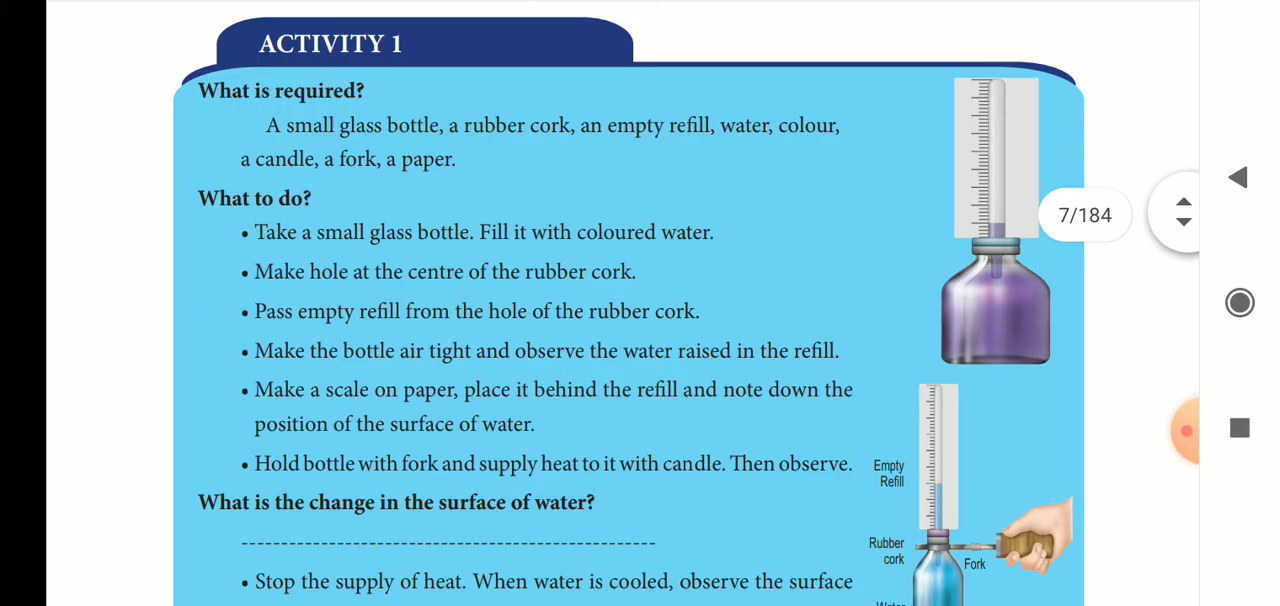 ACTIVITY 1
What is required?
A small glass bottle, a rubber cork, an empty refill, water, colour,
a candle, a fork, a paper.
What to do?
• Take a small glass bottle. Fill it with coloured water.
• Make hole at the centre of the rubber cork.
• Pass empty refill from the hole of the rubber cork.
• Make the bottle air tight and observe the water raised in the refill.
• Make a scale on paper, place it behind the refill and note down the
position of the surface of water.
• Hold bottle with fork and supply heat to it with candle. Then observe.
What is the change in the surface of water?
• Stop the supply of heat. When water is cooled, observe the surface
7/184
Empty
Refill
Rubber
cork
Fork
Water